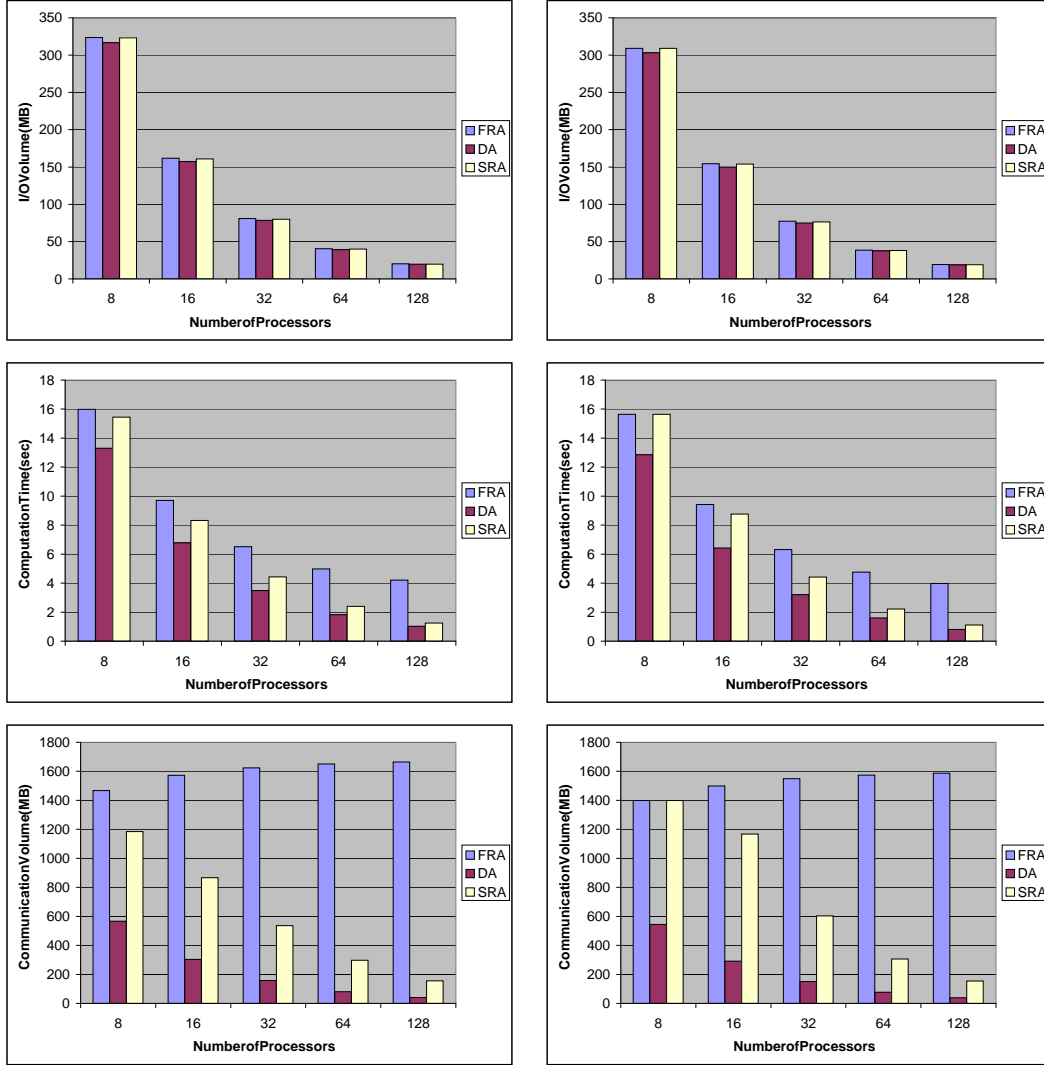 350
300
250
200
150
100
50
0
I/OVolume(MB)
8 16 32 64 128
NumberofProcessors
FRA
DA
SRA
350
300
250
200
150
100
50
0
I/OVolume(MB)
8 16 32 64 128
NumberofProcessors
FRA
DA
SRA
18
16
14
12
10
8
6
4
2
0
ComputationTime(sec)
8 16 32 64 128
NumberofProcessors
FRA
DA
SRA
18
16
14
12
10
8
6
4
2
0
ComputationTime(sec)
8 16 32 64 128
NumberofProcessors
FRA
DA
SRA
1800
1600
1400
1200
1000
800
600
400
200
0
CommunicationVolume(MB)
8 16 32 64 128
NumberofProcessors
FRA
DA
SRA
1800
1600
1400
1200
1000
800
600
400
200
0
CommunicationVolume(MB)
8 16 32 64 128
NumberofProcessors
FRA
DA
SRA